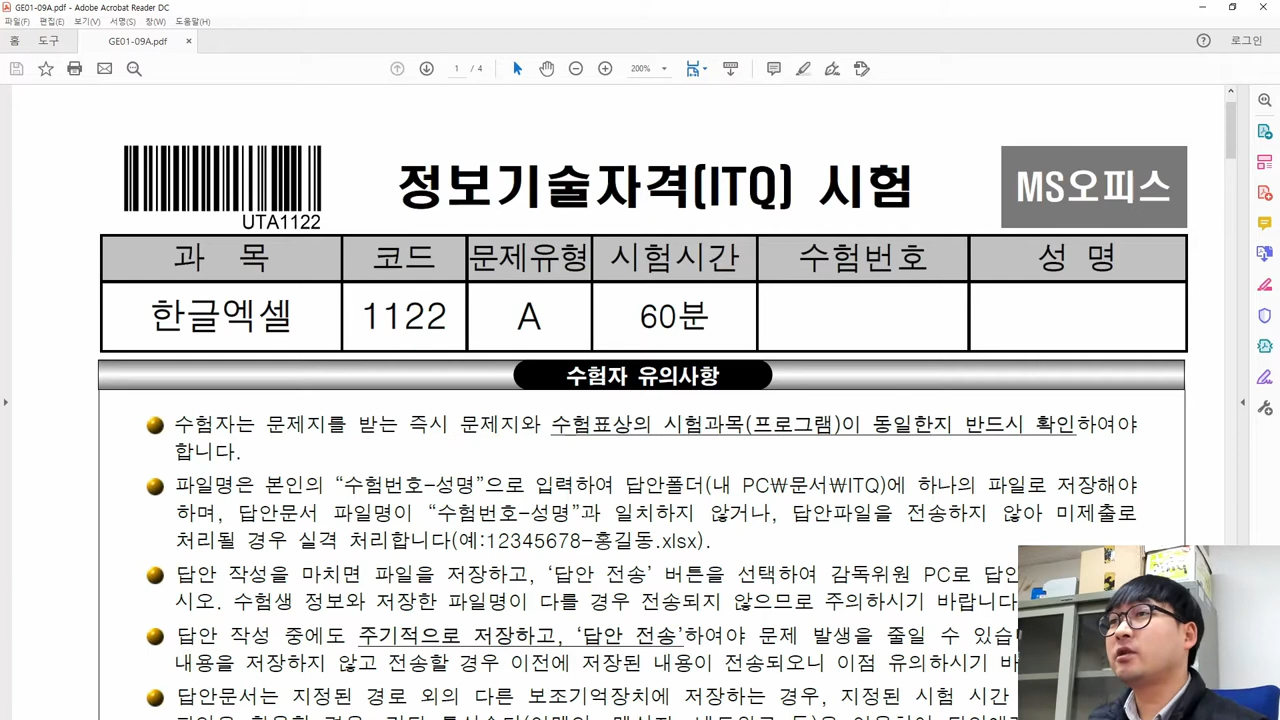 GE01-09A.pdf - Adobe Acrobat Reader DC
파일(F) 편집(E) 보기(V) 서명(S) 창(W) 도움말(H)
홈 도구 GE01-09A.pdf × 로그인
1 / 4 200%
정보기술자격(ITQ) 시험 MS오피스
UTA1122
과 목 코드 문제유형 시험시간 수험번호 성 명
한글엑셀 1122 A 60분
수험자 유의사항
수험자는 문제지를 받는 즉시 문제지와 수험표상의 시험과목(프로그램)이 동일한지 반드시 확인하여야
합니다.
파일명은 본인의 “수험번호-성명”으로 입력하여 답안폴더(내 PC₩문서₩ITQ)에 하나의 파일로 저장해야
하며, 답안문서 파일명이 “수험번호-성명”과 일치하지 않거나, 답안파일을 전송하지 않아 미제출로
처리될 경우 실격 처리합니다(예:12345678-홍길동.xlsx).
답안 작성을 마치면 파일을 저장하고, ‘답안 전송’ 버튼을 선택하여 감독위원 PC로 답안
시오. 수험생 정보와 저장한 파일명이 다를 경우 전송되지 않으므로 주의하시기 바랍니다
답안 작성 중에도 주기적으로 저장하고, ‘답안 전송’하여야 문제 발생을 줄일 수 있습
내용을 저장하지 않고 전송할 경우 이전에 저장된 내용이 전송되오니 이점 유의하시기 바
답안문서는 지정된 경로 외의 다른 보조기억장치에 저장하는 경우, 지정된 시험 시간